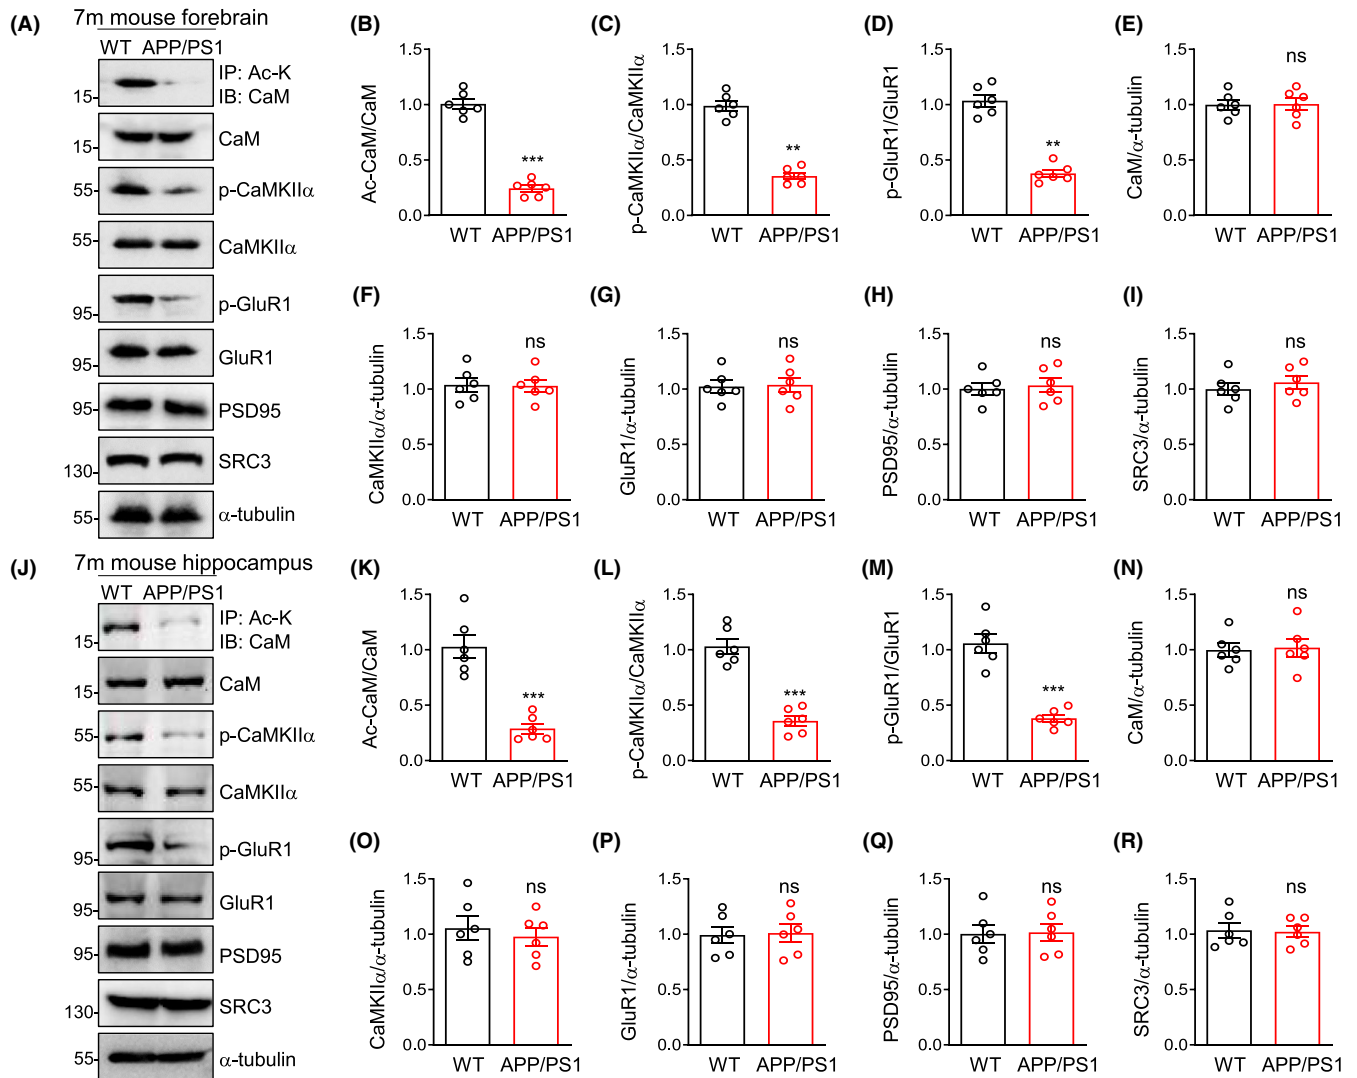 (A)
7m mouse forebrain
WT APP/PS1
IP: Ac-K
IB: CaM
15
CaM
15
p-CaMKIIα
55
CaMKIIα
55
p-GluR1
95
GluR1
95
PSD95
95
SRC3
130
α-tubulin
55
(B)
Ac-CaM/CaM
1.5
1.0
0.5
0.0
***
WT APP/PS1
(C)
p-CaMKIIα/CaMKIIα
1.5
1.0
0.5
0.0
**
WT APP/PS1
(D)
p-GluR1/GluR1
1.5
1.0
0.5
0.0
**
WT APP/PS1
(E)
CaM/α-tubulin
1.5
1.0
0.5
0.0
ns
WT APP/PS1
(F)
CaMKIIα/α-tubulin
1.5
1.0
0.5
0.0
ns
WT APP/PS1
(G)
GluR1/α-tubulin
1.5
1.0
0.5
0.0
ns
WT APP/PS1
(H)
PSD95/α-tubulin
1.5
1.0
0.5
0.0
ns
WT APP/PS1
(I)
SRC3/α-tubulin
1.5
1.0
0.5
0.0
ns
WT APP/PS1
(J)
7m mouse hippocampus
WT APP/PS1
IP: Ac-K
IB: CaM
15
CaM
15
p-CaMKIIα
55
CaMKIIα
55
p-GluR1
95
GluR1
95
PSD95
95
SRC3
130
α-tubulin
55
(K)
Ac-CaM/CaM
1.5
1.0
0.5
0.0
***
WT APP/PS1
(L)
p-CaMKIIα/CaMKIIα
1.5
1.0
0.5
0.0
***
WT APP/PS1
(M)
p-GluR1/GluR1
1.5
1.0
0.5
0.0
***
WT APP/PS1
(N)
CaM/α-tubulin
1.5
1.0
0.5
0.0
ns
WT APP/PS1
(O)
CaMKIIα/α-tubulin
1.5
1.0
0.5
0.0
ns
WT APP/PS1
(P)
GluR1/α-tubulin
1.5
1.0
0.5
0.0
ns
WT APP/PS1
(Q)
PSD95/α-tubulin
1.5
1.0
0.5
0.0
ns
WT APP/PS1
(R)
SRC3/α-tubulin
1.5
1.0
0.5
0.0
ns
WT APP/PS1